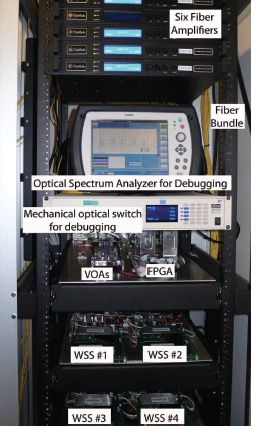 Six Fiber
Amplifiers
Fiber
Bundle
Optical Spectrum Analyzer for Debugging
Mechanical optical switch
for debugging
VOAs
FPGA
WSS #1
WSS #2
WSS #3
WSS #4